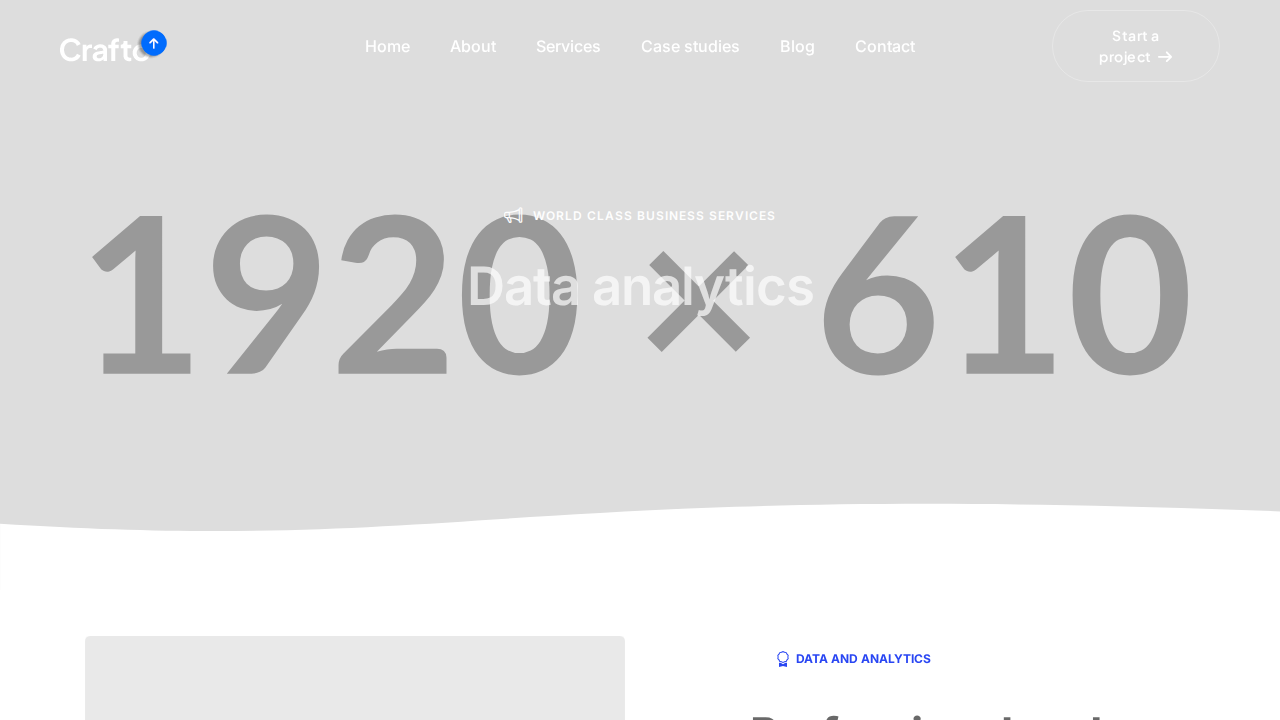 Crafto
Home
About
Services
Case studies
Blog
Contact
Start a
project
WORLD CLASS BUSINESS SERVICES
1920 × 610
Data analytics
DATA AND ANALYTICS